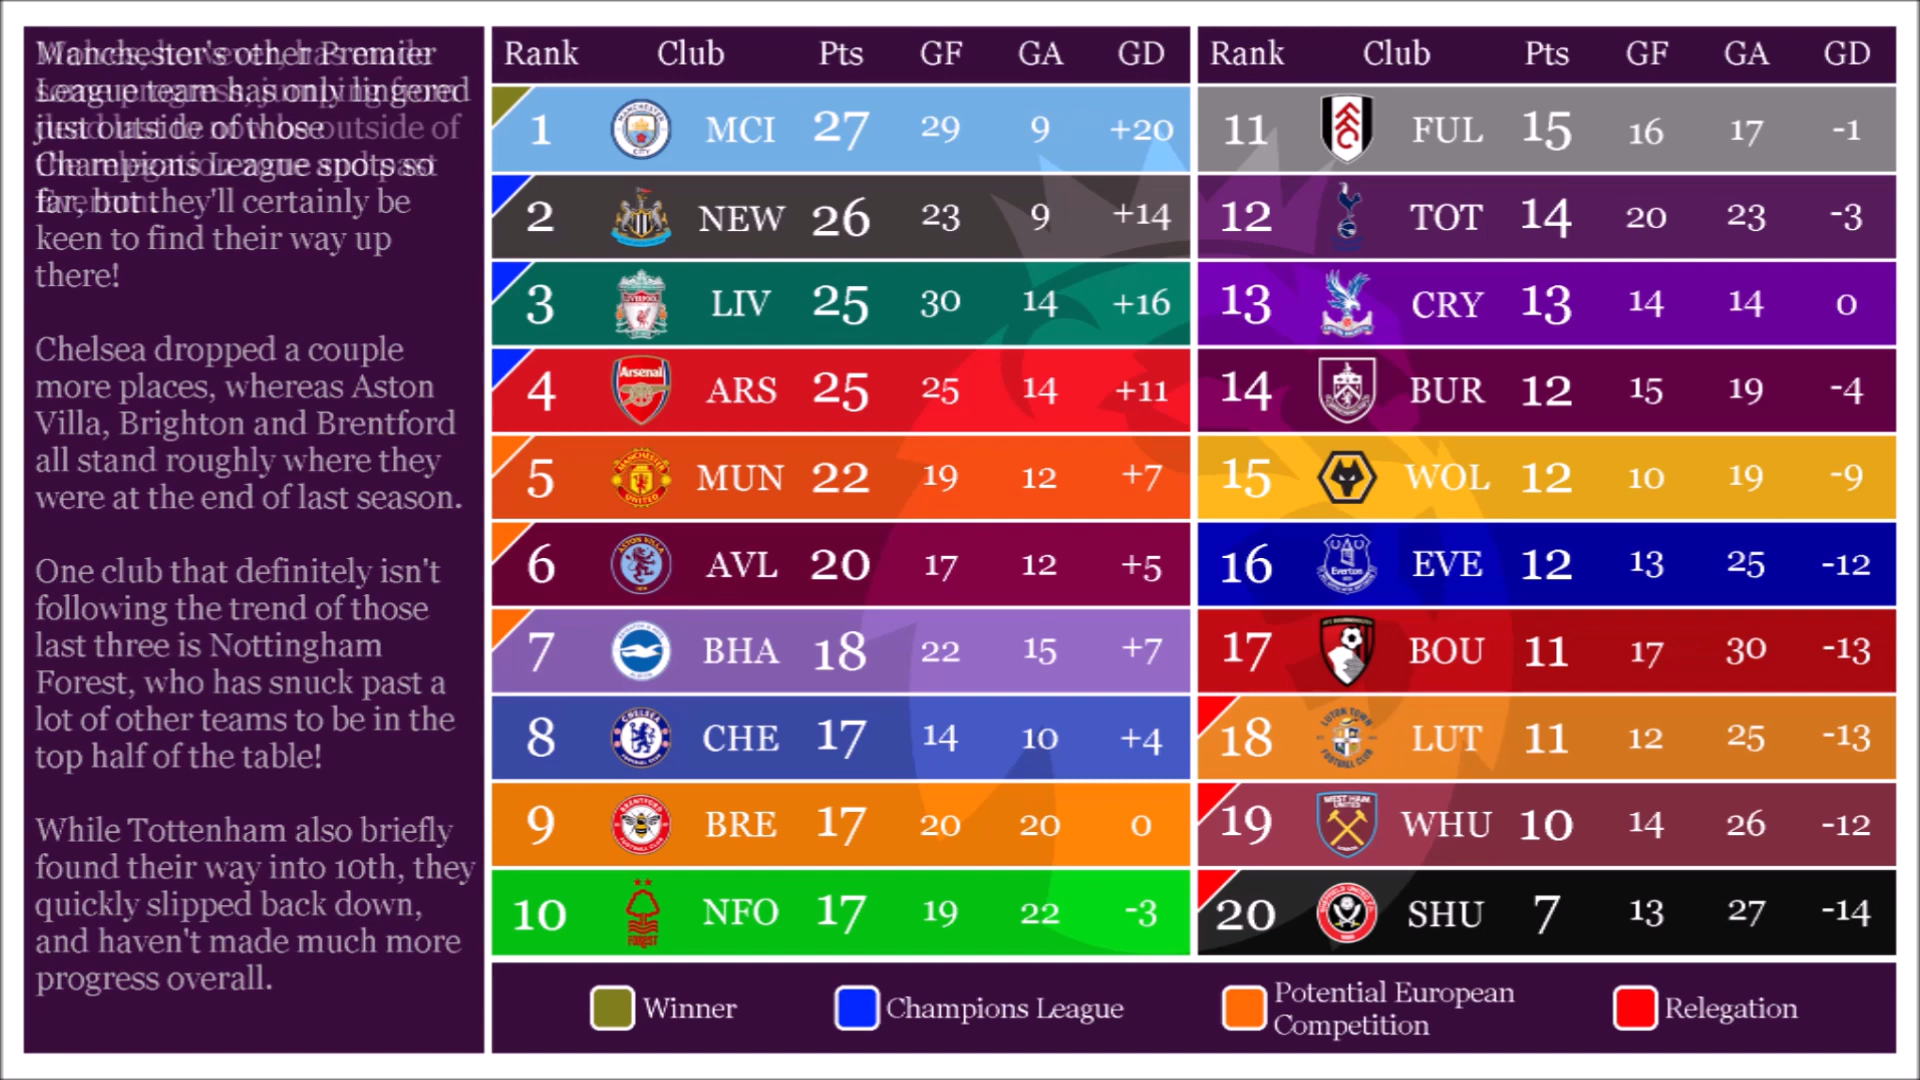 Manchester's other Premier
League team has only lingered
just outside of those
Champions League spots so
far, but they'll certainly be
keen to find their way up
there!
Chelsea dropped a couple
more places, whereas Aston
Villa, Brighton and Brentford
all stand roughly where they
were at the end of last season.
One club that definitely isn't
following the trend of those
last three is Nottingham
Forest, who has snuck past a
lot of other teams to be in the
top half of the table!
While Tottenham also briefly
found their way into 10th, they
quickly slipped back down,
and haven't made much more
progress overall.
Rank Club Pts GF GA GD
1 MCI 27 29 9 +20
2 NEW 26 23 9 +14
3 LIV 25 30 14 +16
4 ARS 25 25 14 +11
5 MUN 22 19 12 +7
6 AVL 20 17 12 +5
7 BHA 18 22 15 +7
8 CHE 17 14 10 +4
9 BRE 17 20 20 0
10 NFO 17 19 22 -3
Rank Club Pts GF GA GD
11 FUL 15 16 17 -1
12 TOT 14 20 23 -3
13 CRY 13 14 14 0
14 BUR 12 15 19 -4
15 WOL 12 10 19 -9
16 EVE 12 13 25 -12
17 BOU 11 17 30 -13
18 LUT 11 12 25 -13
19 WHU 10 14 26 -12
20 SHU 7 13 27 -14
Winner
Champions League
Potential European
Competition
Relegation